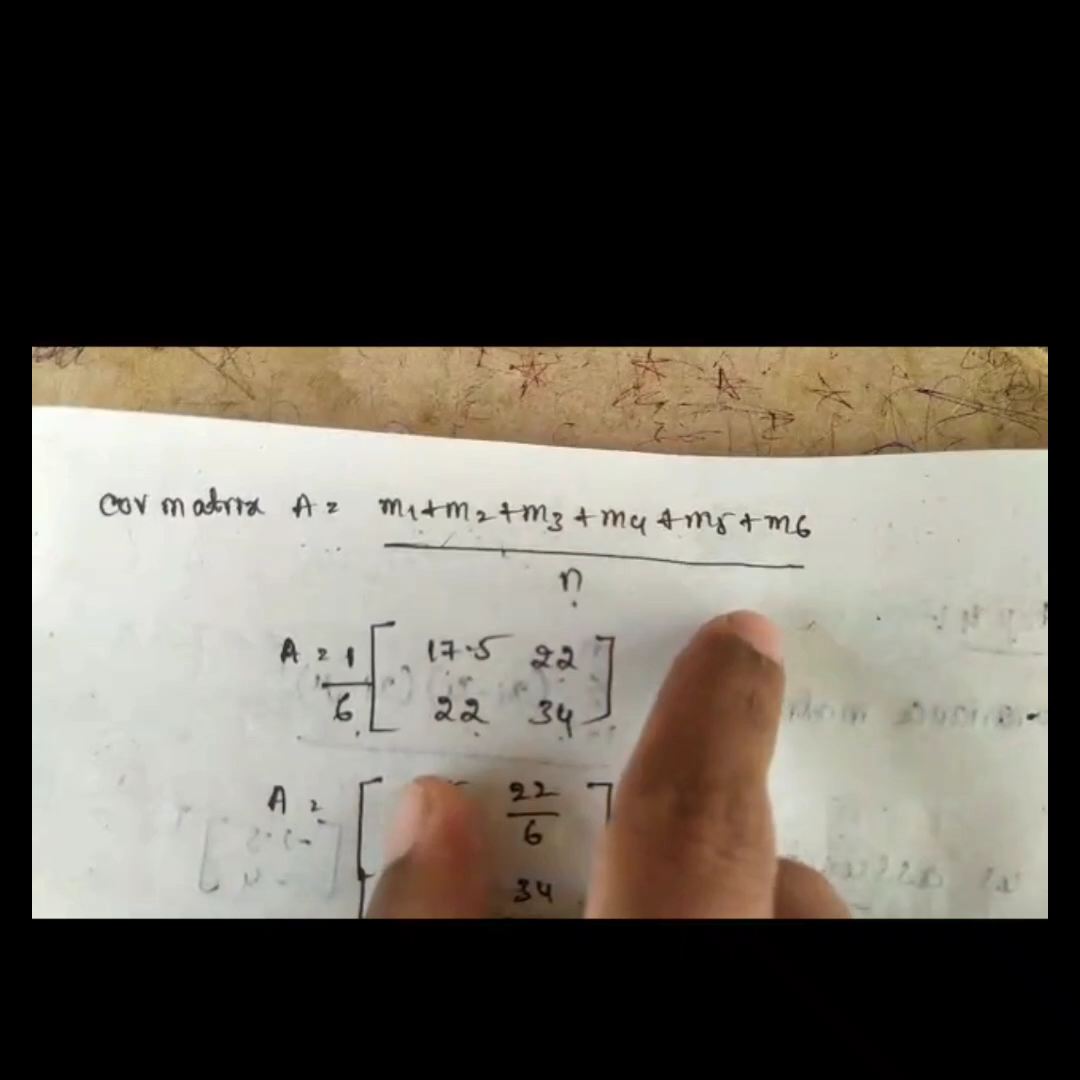 cov matrix A = m1+m2+m3+m4+m5+m6
n
A = 1
6 [ 17.5 22
22 34 ]
A = [ 22
6 ]
34